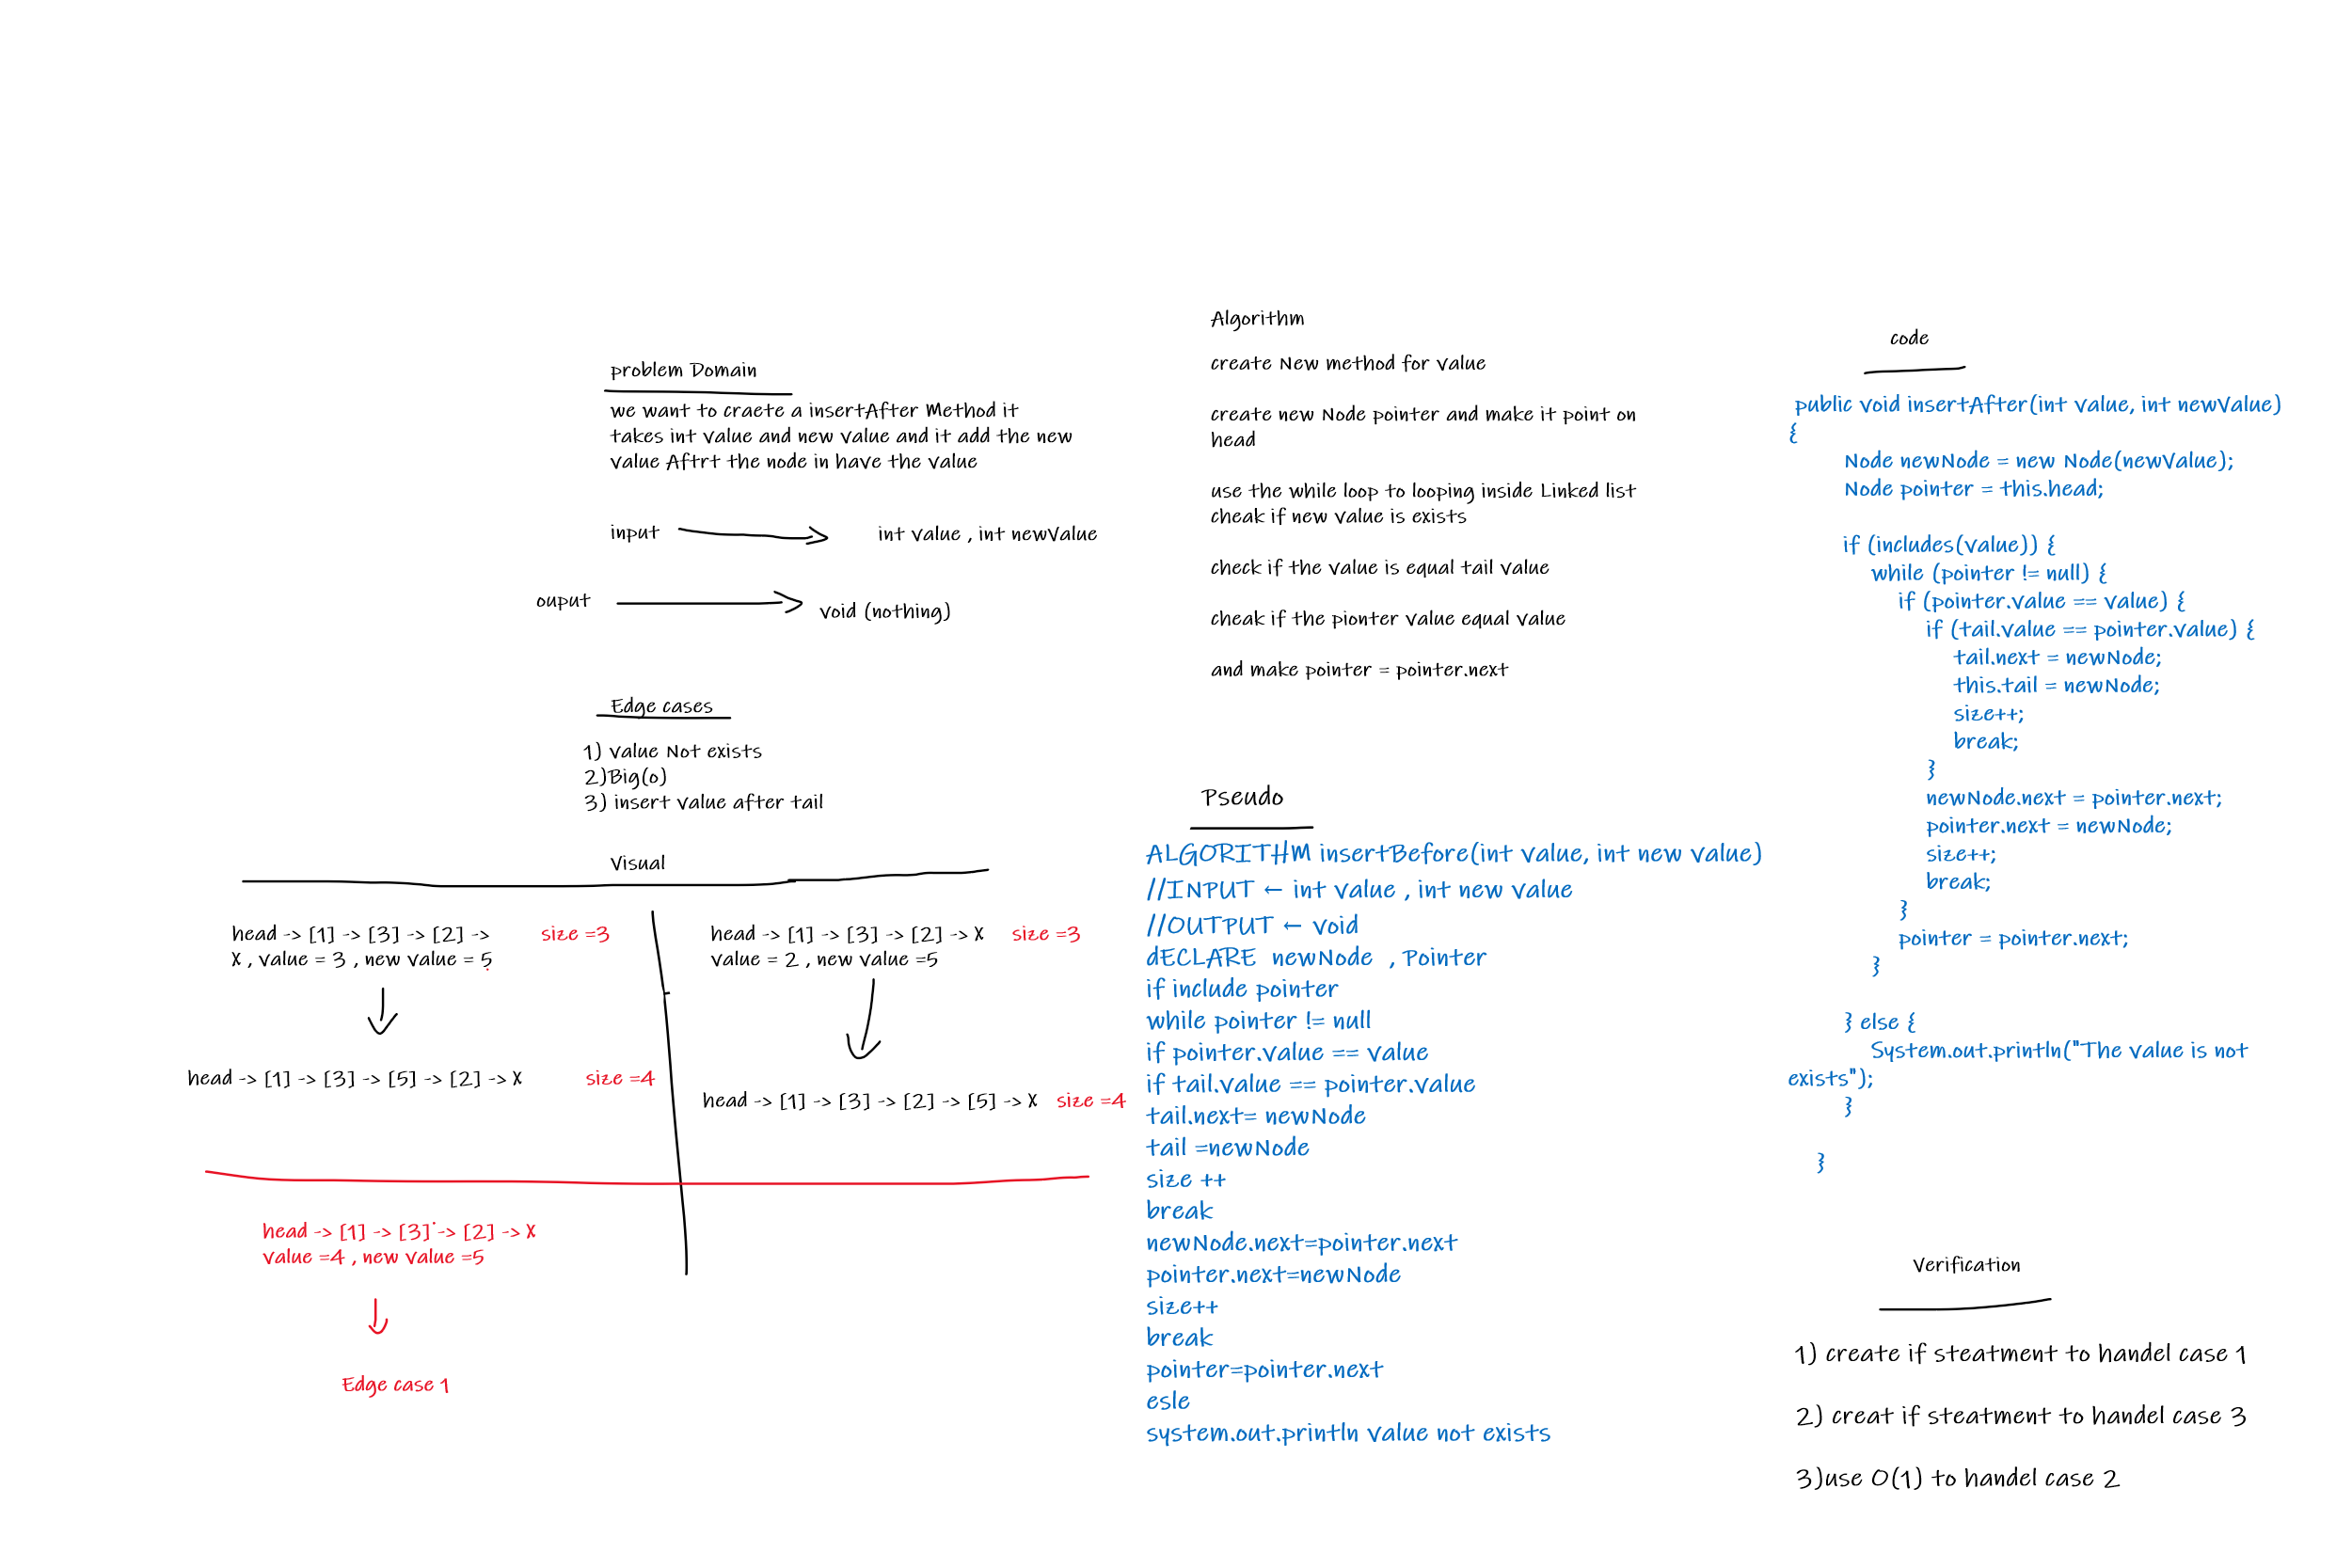 problem Domain
we want to craete a insertAfter Method it
takes int value and new value and it add the new
value Aftrt the node in have the value
input
int value , int newValue
ouput
void (nothing)
Edge cases
1) value Not exists
2)Big(o)
3) insert value after tail
Visual
head -> [1] -> [3] -> [2] ->
X , value = 3 , new value = 5
size =3
head -> [1] -> [3] -> [5] -> [2] -> X
size =4
head -> [1] -> [3] -> [2] -> X
size =3
value = 2 , new value =5
head -> [1] -> [3] -> [2] -> [5] -> X
size =4
head -> [1] -> [3] -> [2] -> X
value =4 , new value =5
Edge case 1
Algorithm
create New method for value
create new Node pointer and make it point on
head
use the while loop to looping inside Linked list
cheak if new value is exists
check if the value is equal tail value
cheak if the pionter value equal value
and make pointer = pointer.next
Pseudo
ALGORITHM insertBefore(int value, int new value)
//INPUT ← int value , int new value
//OUTPUT ← void
dECLARE newNode , Pointer
if include pointer
while pointer != null
if pointer.value == value
if tail.value == pointer.value
tail.next= newNode
tail =newNode
size ++
break
newNode.next=pointer.next
pointer.next=newNode
size++
break
pointer=pointer.next
esle
system.out.println value not exists
code
public void insertAfter(int value, int newValue)
{
Node newNode = new Node(newValue);
Node pointer = this.head;
if (includes(value)) {
while (pointer != null) {
if (pointer.value == value) {
if (tail.value == pointer.value) {
tail.next = newNode;
this.tail = newNode;
size++;
break;
}
newNode.next = pointer.next;
pointer.next = newNode;
size++;
break;
}
pointer = pointer.next;
}
} else {
System.out.println("The value is not
exists");
}
}
Verification
1) create if steatment to handel case 1
2) creat if steatment to handel case 3
3)use O(1) to handel case 2